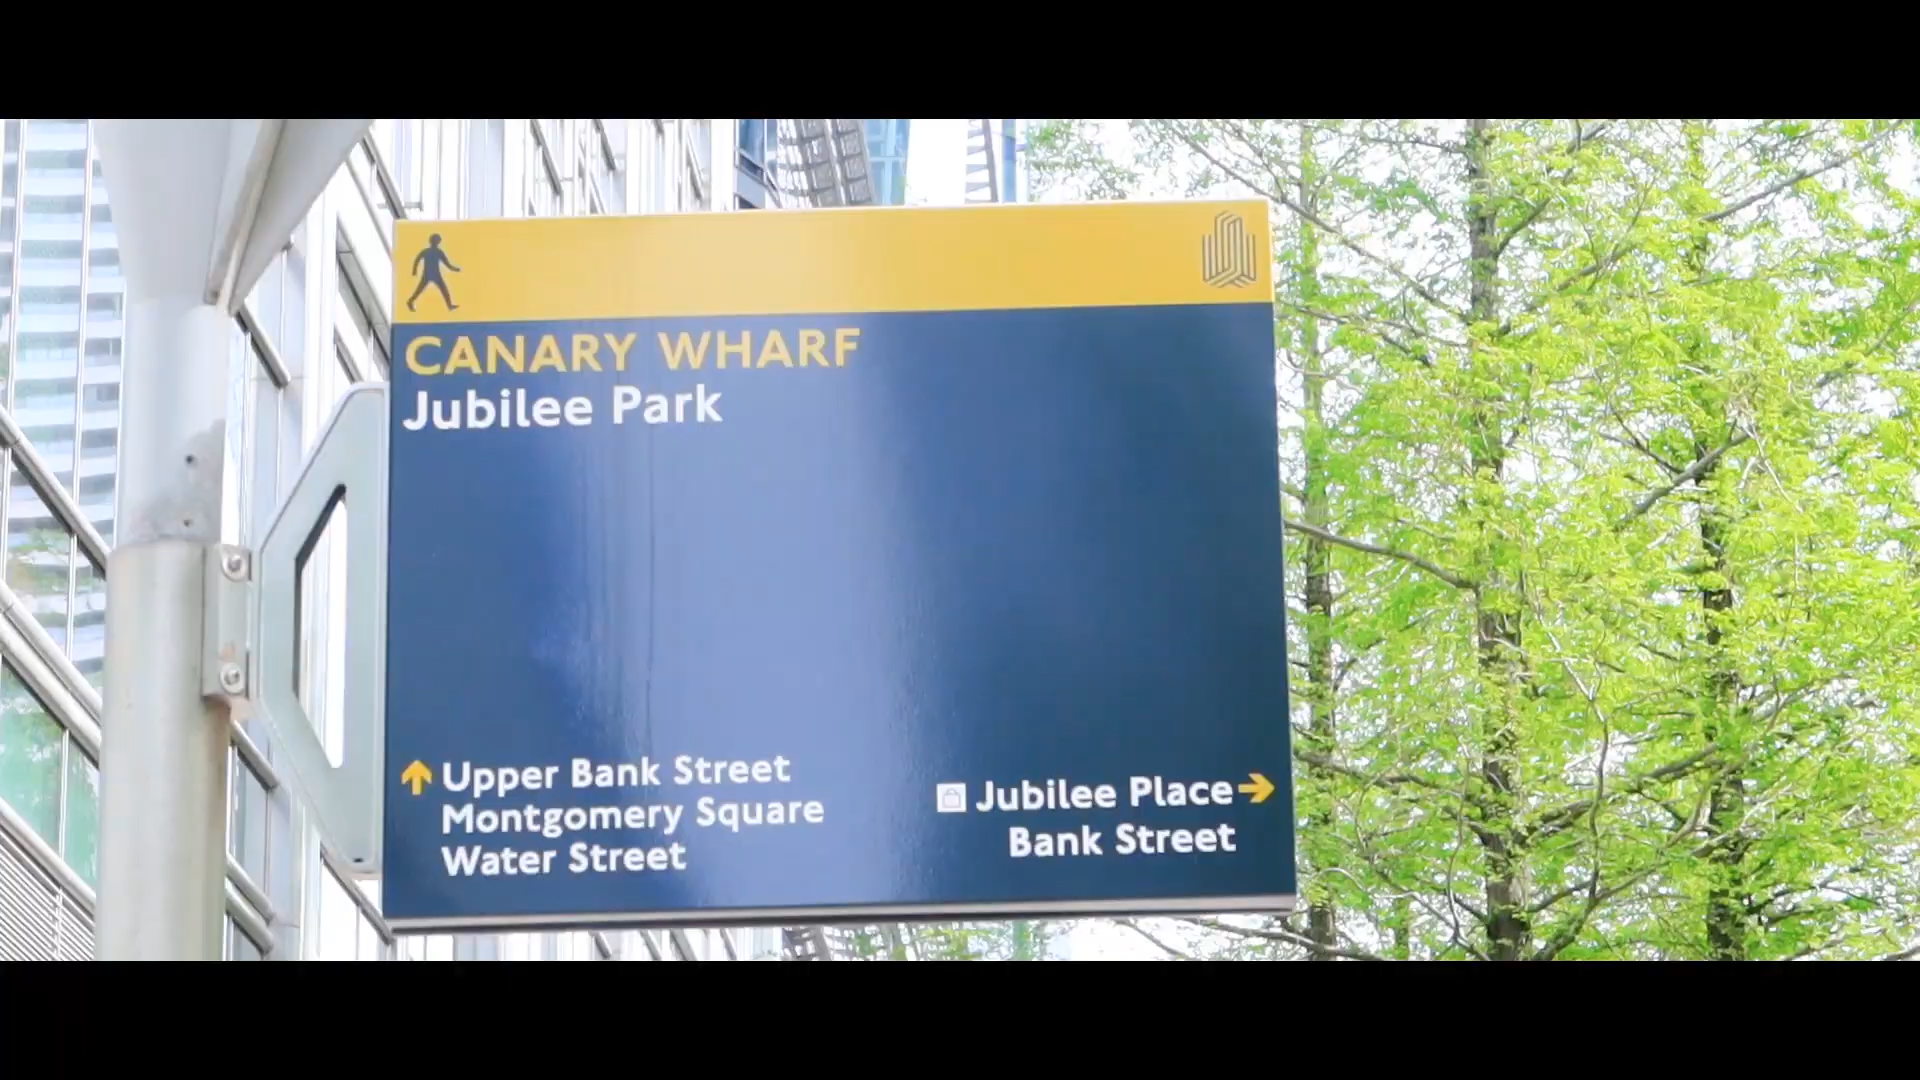 CANARY WHARF
Jubilee Park
Upper Bank Street
Montgomery Square
Water Street
Jubilee Place
Bank Street